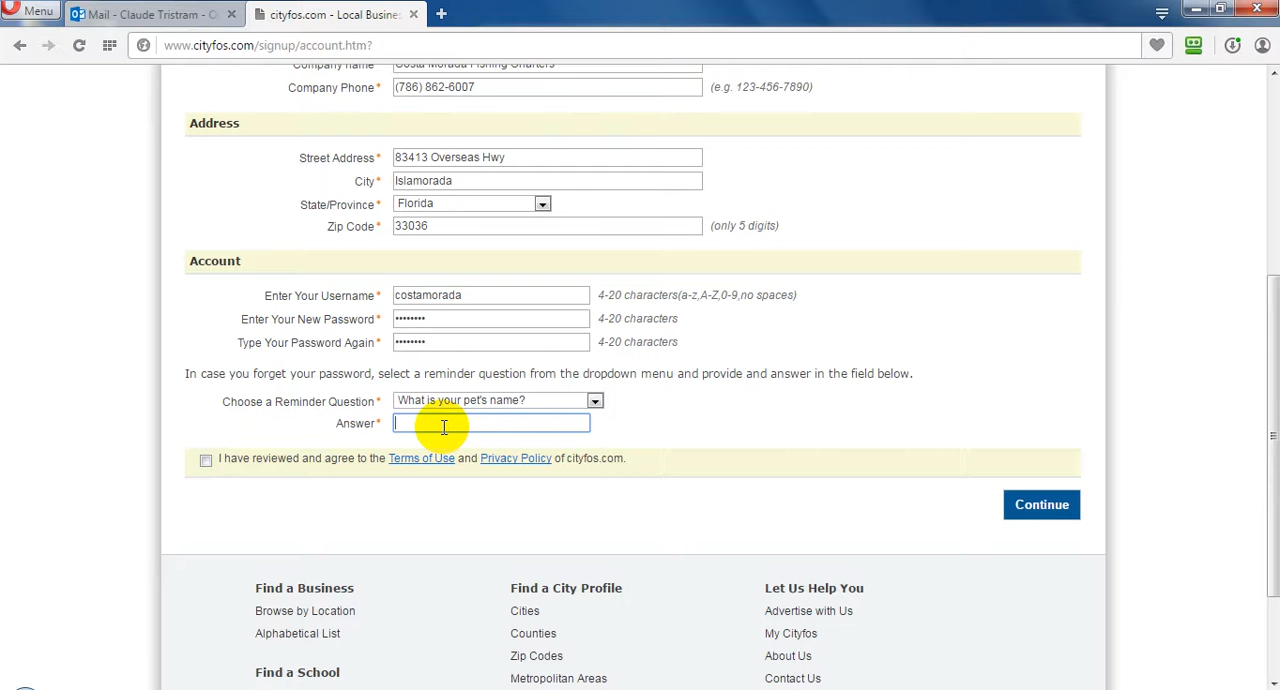 Menu
Mail - Claude Tristram - O
cityfos.com - Local Busines
www.cityfos.com/signup/account.htm?
Company name Costa Morada Fishing Charters
Company Phone * (786) 862-6007 (e.g. 123-456-7890)
Address
Street Address * 83413 Overseas Hwy
City * Islamorada
State/Province * Florida
Zip Code * 33036 (only 5 digits)
Account
Enter Your Username * costamorada 4-20 characters(a-z,A-Z,0-9,no spaces)
Enter Your New Password * •••••••• 4-20 characters
Type Your Password Again * •••••••• 4-20 characters
In case you forget your password, select a reminder question from the dropdown menu and provide and answer in the field below.
Choose a Reminder Question * What is your pet's name?
Answer *
I have reviewed and agree to the Terms of Use and Privacy Policy of cityfos.com.
Continue
Find a Business Find a City Profile Let Us Help You
Browse by Location Cities Advertise with Us
Alphabetical List Counties My Cityfos
Zip Codes About Us
Find a School Metropolitan Areas Contact Us